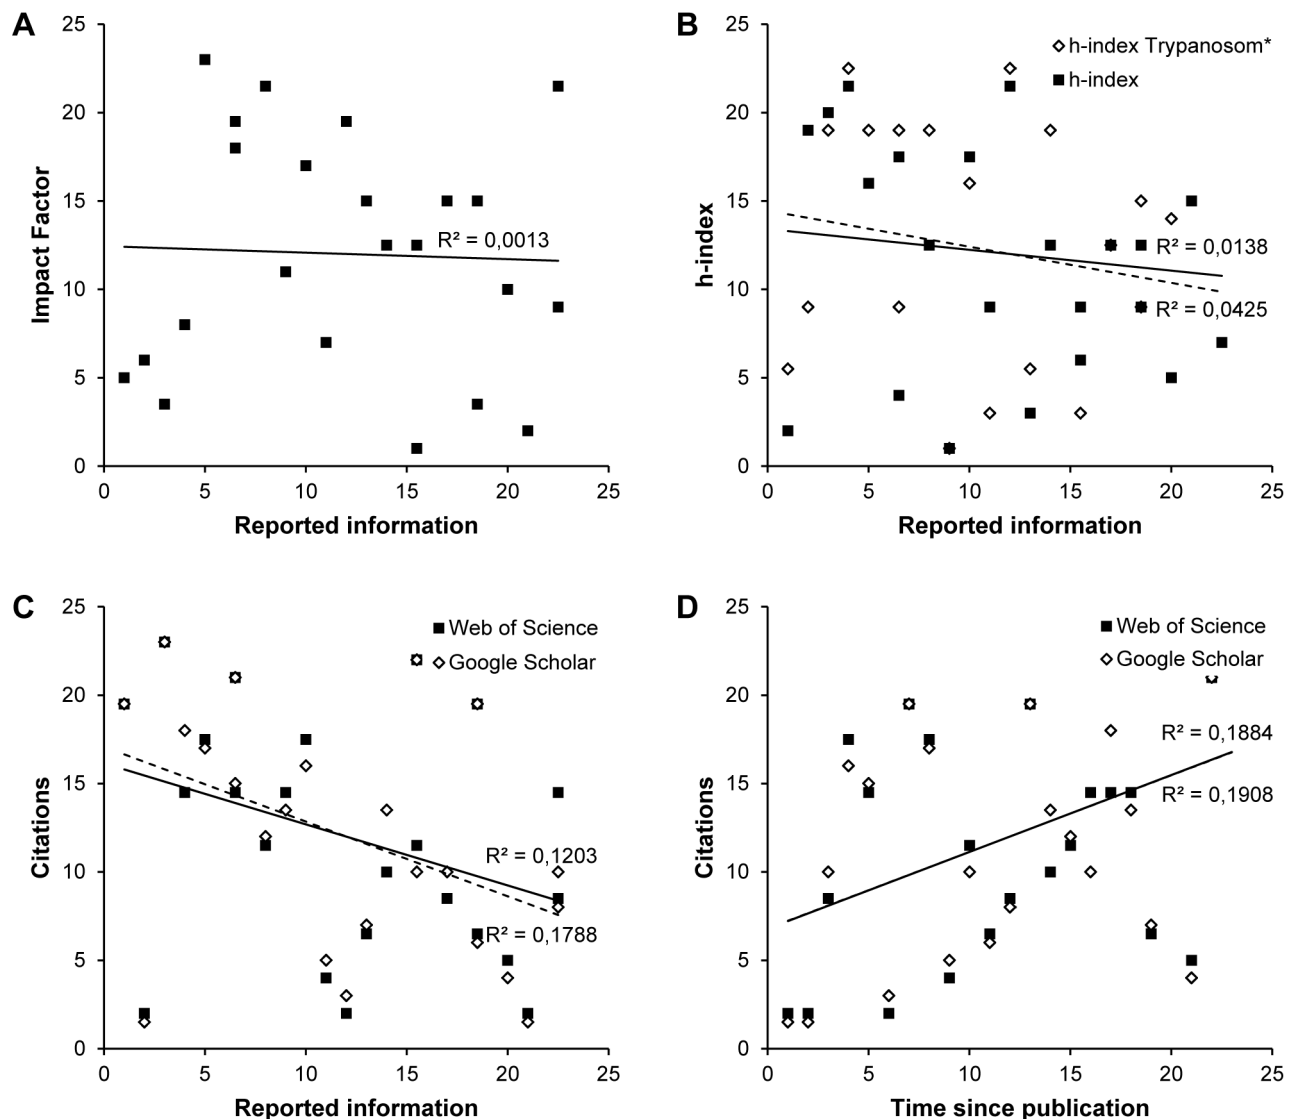 A
25
20
15
10
5
0
Impact Factor
R² = 0,0013
0 5 10 15 20 25
Reported information
B
25
20
15
10
5
0
h-index
h-index Trypanosom*
h-index
R² = 0,0138
R² = 0,0425
0 5 10 15 20 25
Reported information
C
25
20
15
10
5
0
Citations
Web of Science
Google Scholar
R² = 0,1203
R² = 0,1788
0 5 10 15 20 25
Reported information
D
25
20
15
10
5
0
Citations
Web of Science
Google Scholar
R² = 0,1884
R² = 0,1908
0 5 10 15 20 25
Time since publication